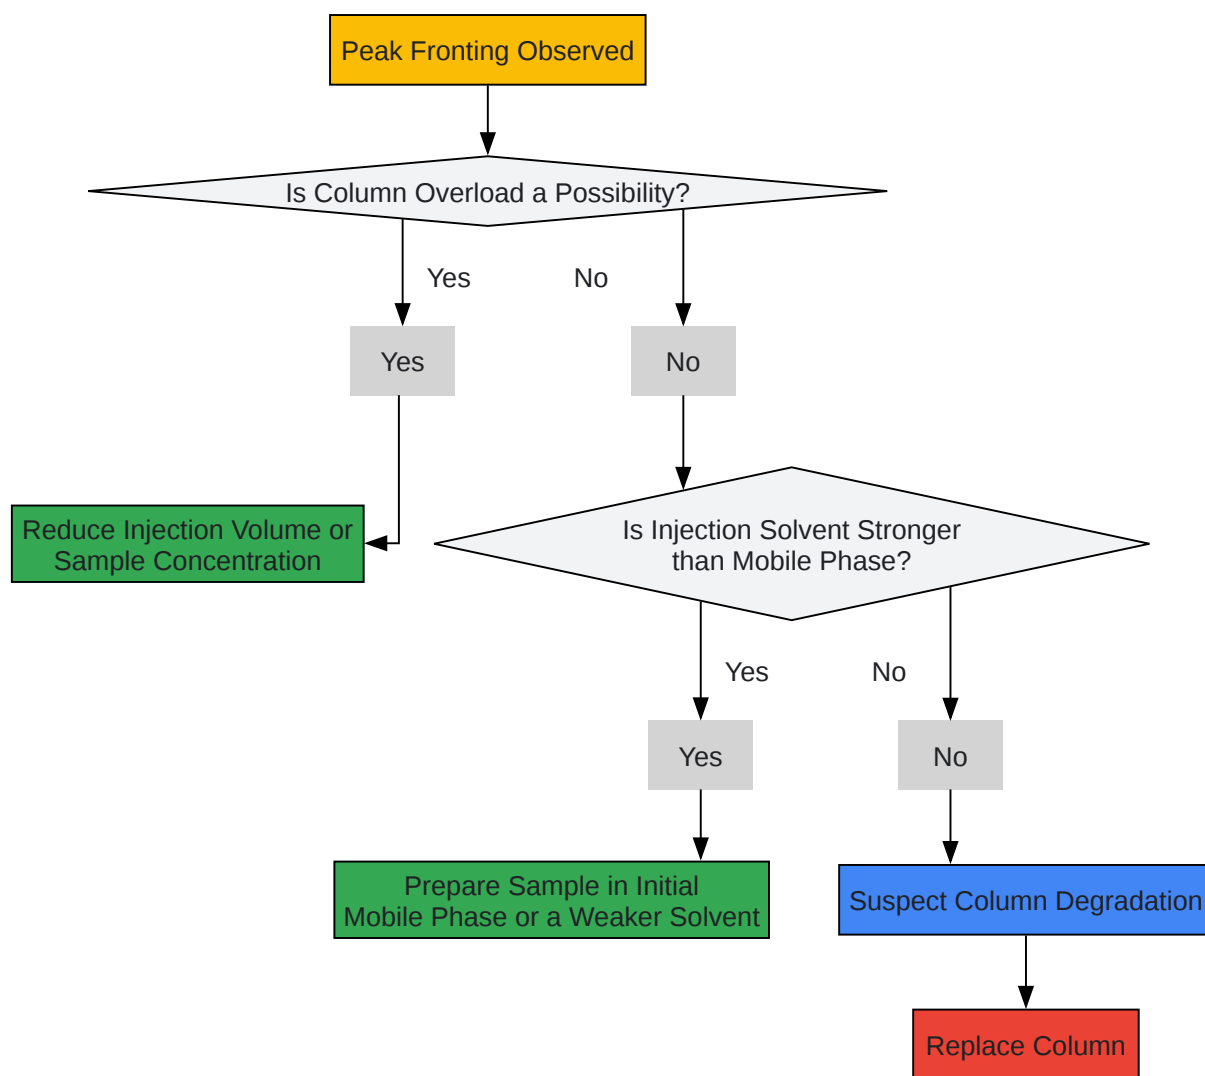 Peak Fronting Observed
Is Column Overload a Possibility?
Yes
No
Yes
No
Reduce Injection Volume or
Sample Concentration
Is Injection Solvent Stronger
than Mobile Phase?
Yes
No
Yes
No
Prepare Sample in Initial
Mobile Phase or a Weaker Solvent
Suspect Column Degradation
Replace Column